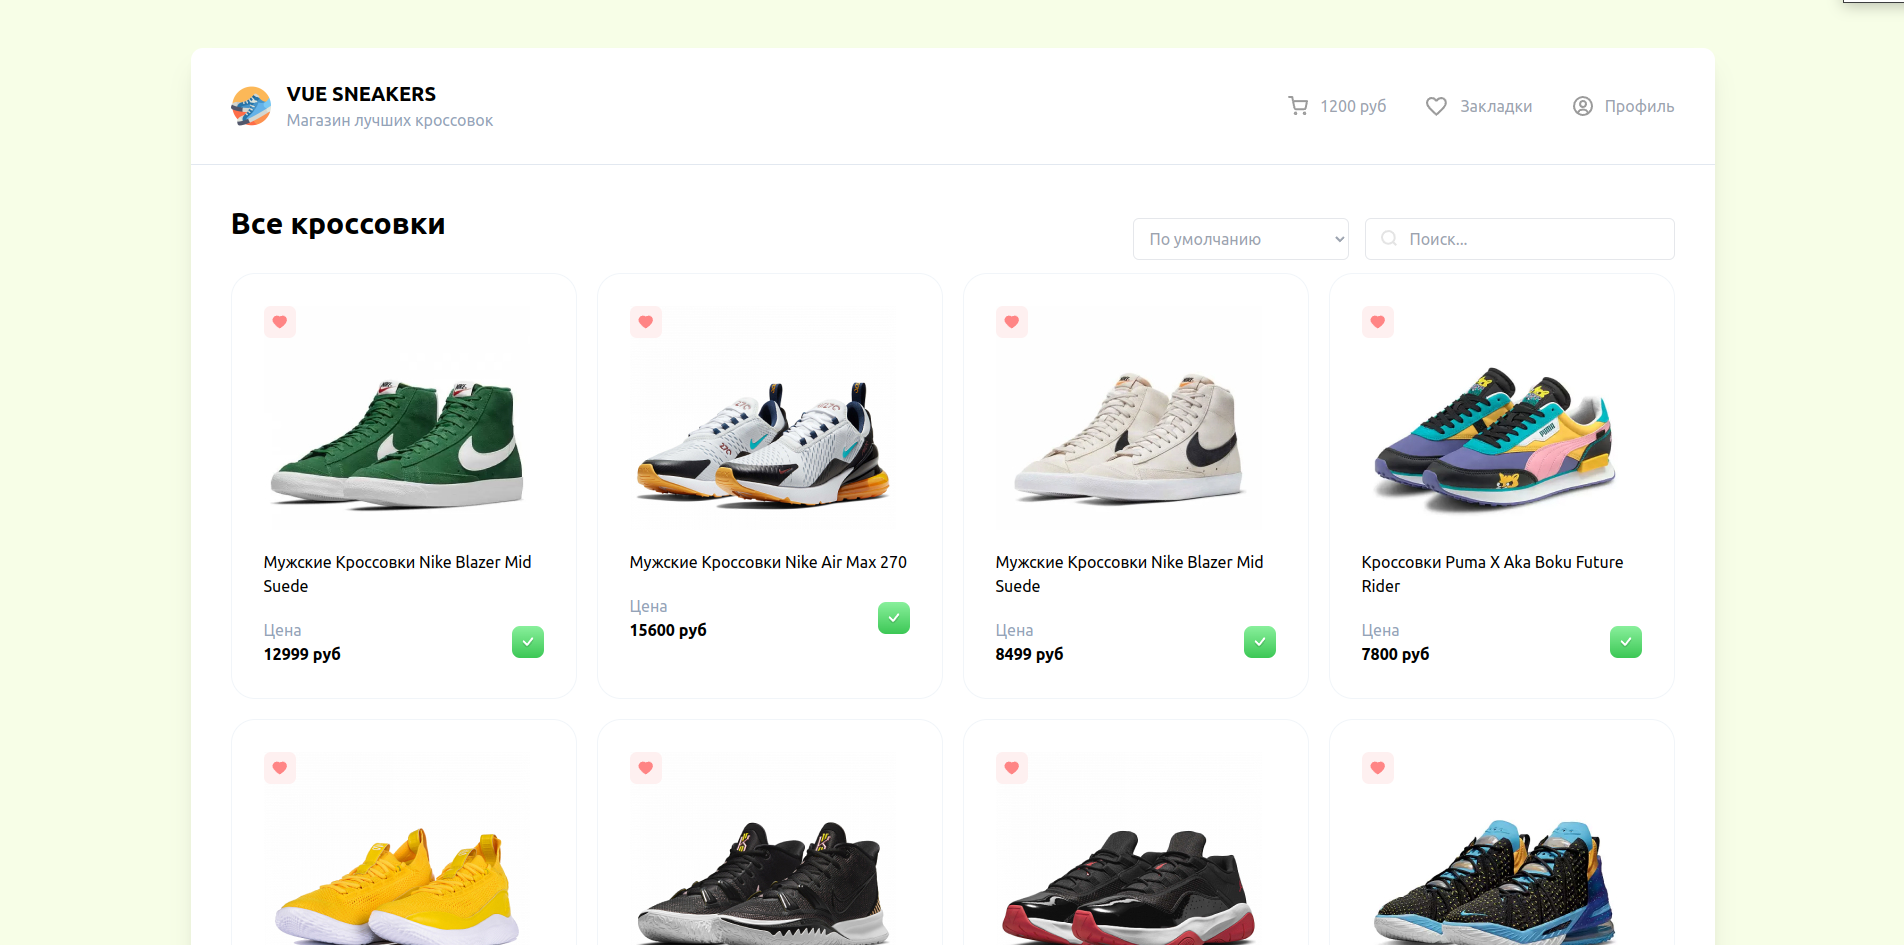 VUE SNEAKERS
Магазин лучших кроссовок
1200 руб
Закладки
Профиль
Все кроссовки
По умолчанию
Поиск...
Мужские Кроссовки Nike Blazer Mid
Suede
Цена
12999 руб
Мужские Кроссовки Nike Air Max 270
Цена
15600 руб
Мужские Кроссовки Nike Blazer Mid
Suede
Цена
8499 руб
Кроссовки Puma X Aka Boku Future
Rider
Цена
7800 руб